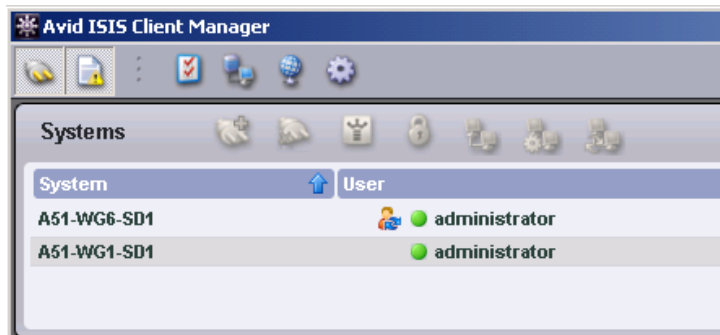 Avid ISIS Client Manager
Systems
System User
A51-WG6-SD1 administrator
A51-WG1-SD1 administrator